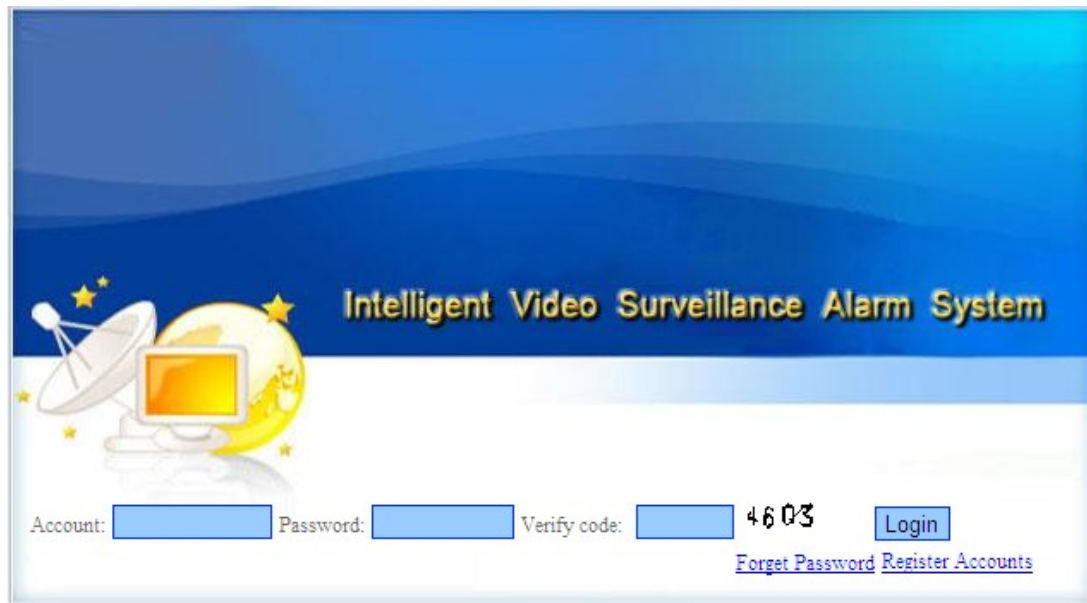 Intelligent Video Surveillance Alarm System
Account: Password: Verify code: 4603 Login
Forget Password Register Accounts